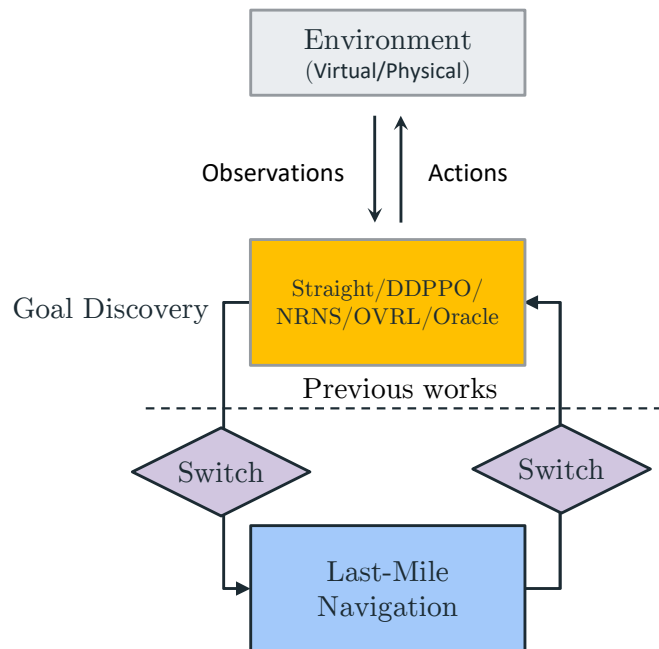 Environment
(Virtual/Physical)
Observations
Actions
Goal Discovery
Straight/DDPPO/
NRNS/OVRL/Oracle
Previous works
Switch
Switch
Last-Mile
Navigation